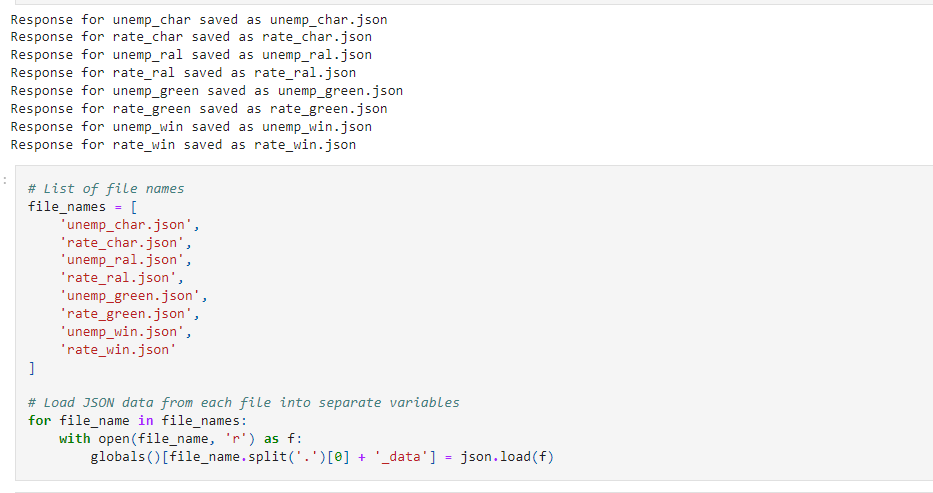 Response for unemp_char saved as unemp_char.json
Response for rate_char saved as rate_char.json
Response for unemp_ral saved as unemp_ral.json
Response for rate_ral saved as rate_ral.json
Response for unemp_green saved as unemp_green.json
Response for rate_green saved as rate_green.json
Response for unemp_win saved as unemp_win.json
Response for rate_win saved as rate_win.json
:
# List of file names
file_names = [
    'unemp_char.json',
    'rate_char.json',
    'unemp_ral.json',
    'rate_ral.json',
    'unemp_green.json',
    'rate_green.json',
    'unemp_win.json',
    'rate_win.json'
]
# Load JSON data from each file into separate variables
for file_name in file_names:
    with open(file_name, 'r') as f:
        globals()[file_name.split('.')[0] + '_data'] = json.load(f)